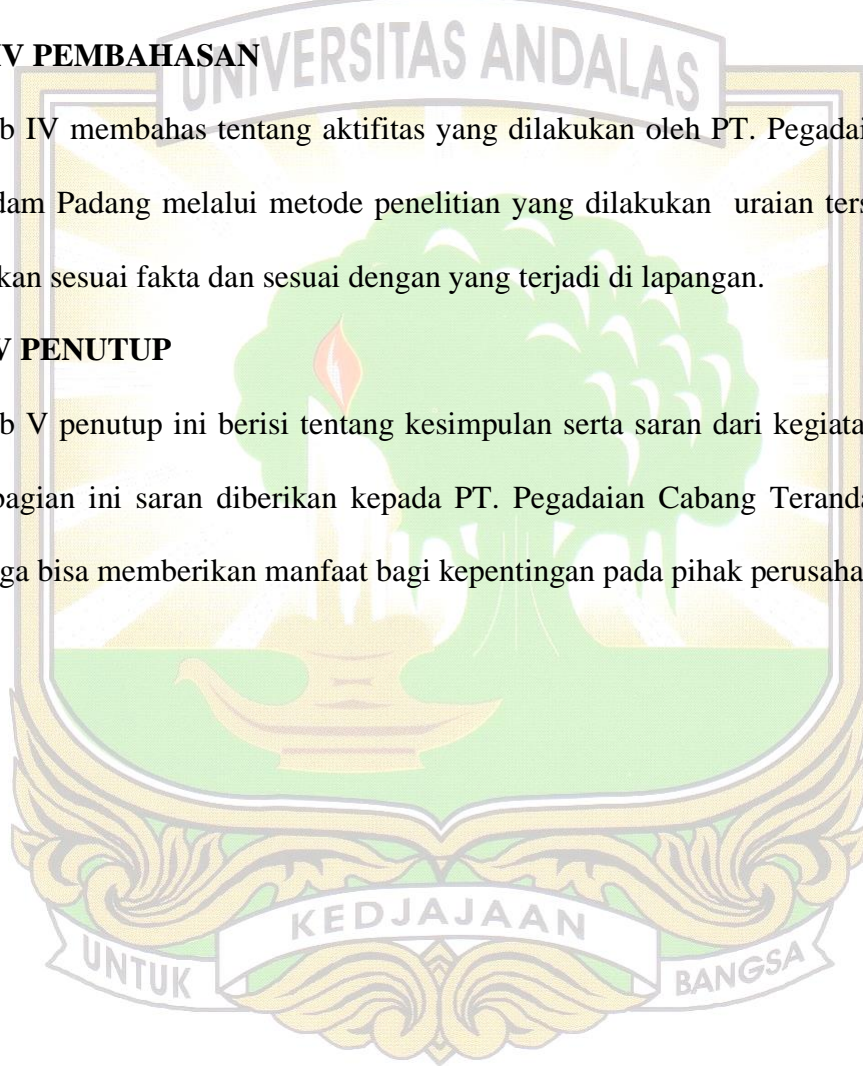 IV PEMBAHASAN
UNIVERSITAS ANDALAS
b IV membahas tentang aktifitas yang dilakukan oleh PT. Pegadai
dam Padang melalui metode penelitian yang dilakukan uraian ters
kan sesuai fakta dan sesuai dengan yang terjadi di lapangan.
V PENUTUP
b V penutup ini berisi tentang kesimpulan serta saran dari kegiata
bagian ini saran diberikan kepada PT. Pegadaian Cabang Teranda
ga bisa memberikan manfaat bagi kepentingan pada pihak perusaha
UNTUK KEDJAJAAN BANGSA